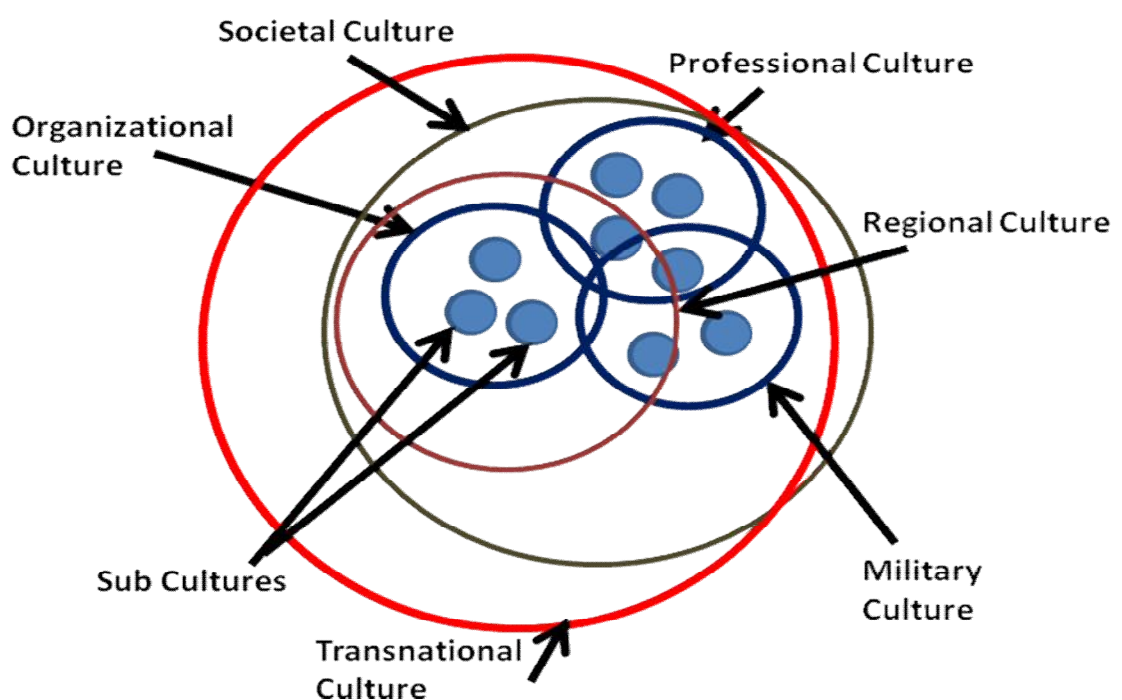 Societal Culture
Professional Culture
Organizational
Culture
Regional Culture
Sub Cultures
Military
Culture
Transnational
Culture